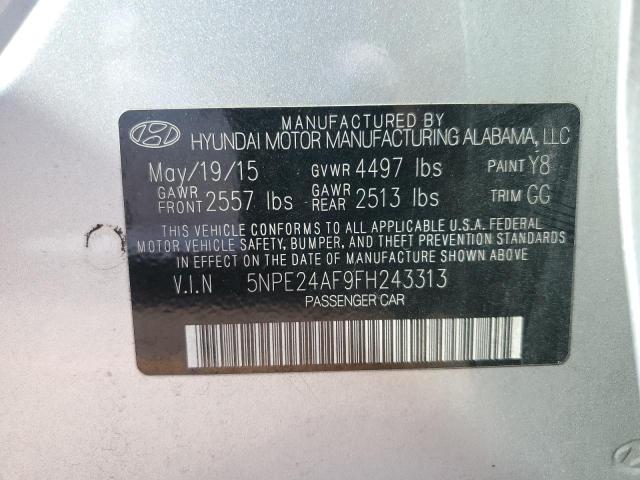 MANUFACTURED BY
HYUNDAI MOTOR MANUFACTURING ALABAMA, LLC
May/19/15 GVWR 4497 lbs PAINT Y8
GAWR FRONT 2557 lbs GAWR REAR 2513 lbs TRIM GG
THIS VEHICLE CONFORMS TO ALL APPLICABLE U.S.A. FEDERAL
MOTOR VEHICLE SAFETY, BUMPER, AND THEFT PREVENTION STANDARDS
IN EFFECT ON THE DATE OF MANUFACTURE SHOWN ABOVE.
V.I.N 5NPE24AF9FH243313
PASSENGER CAR